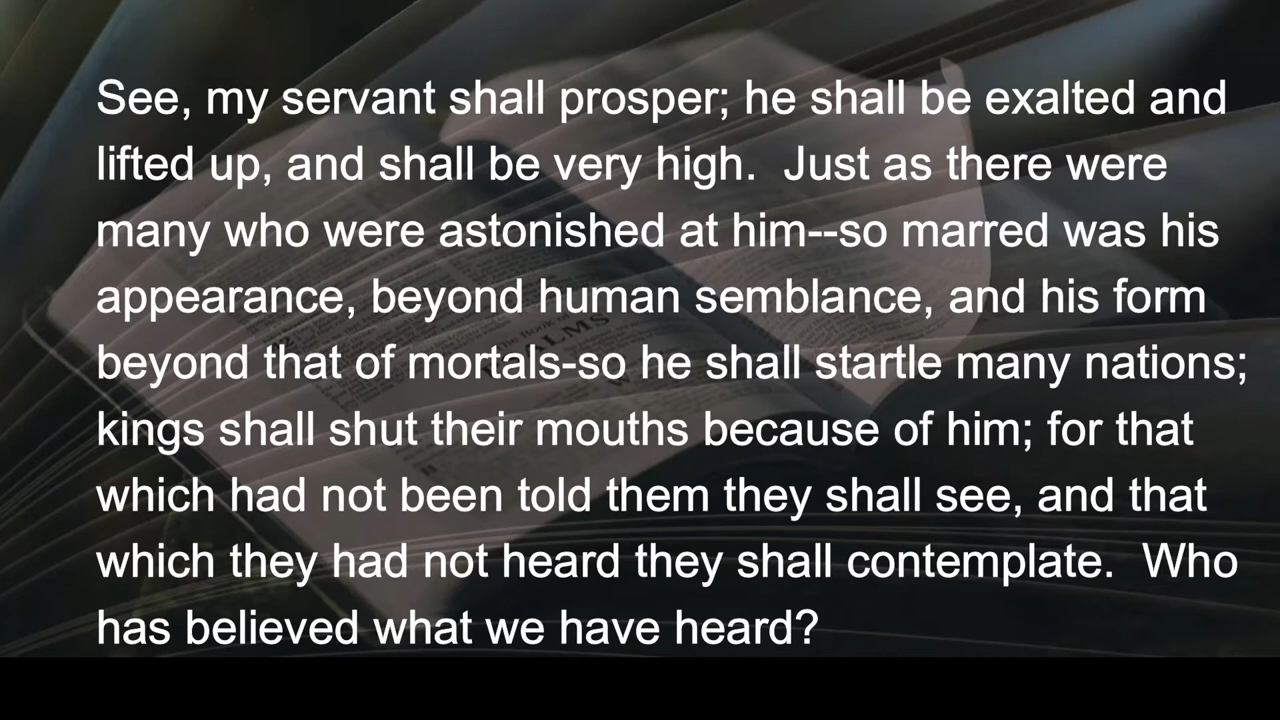 See, my servant shall prosper; he shall be exalted and
lifted up, and shall be very high.  Just as there were
many who were astonished at him--so marred was his
appearance, beyond human semblance, and his form
beyond that of mortals-so he shall startle many nations;
kings shall shut their mouths because of him; for that
which had not been told them they shall see, and that
which they had not heard they shall contemplate.  Who
has believed what we have heard?